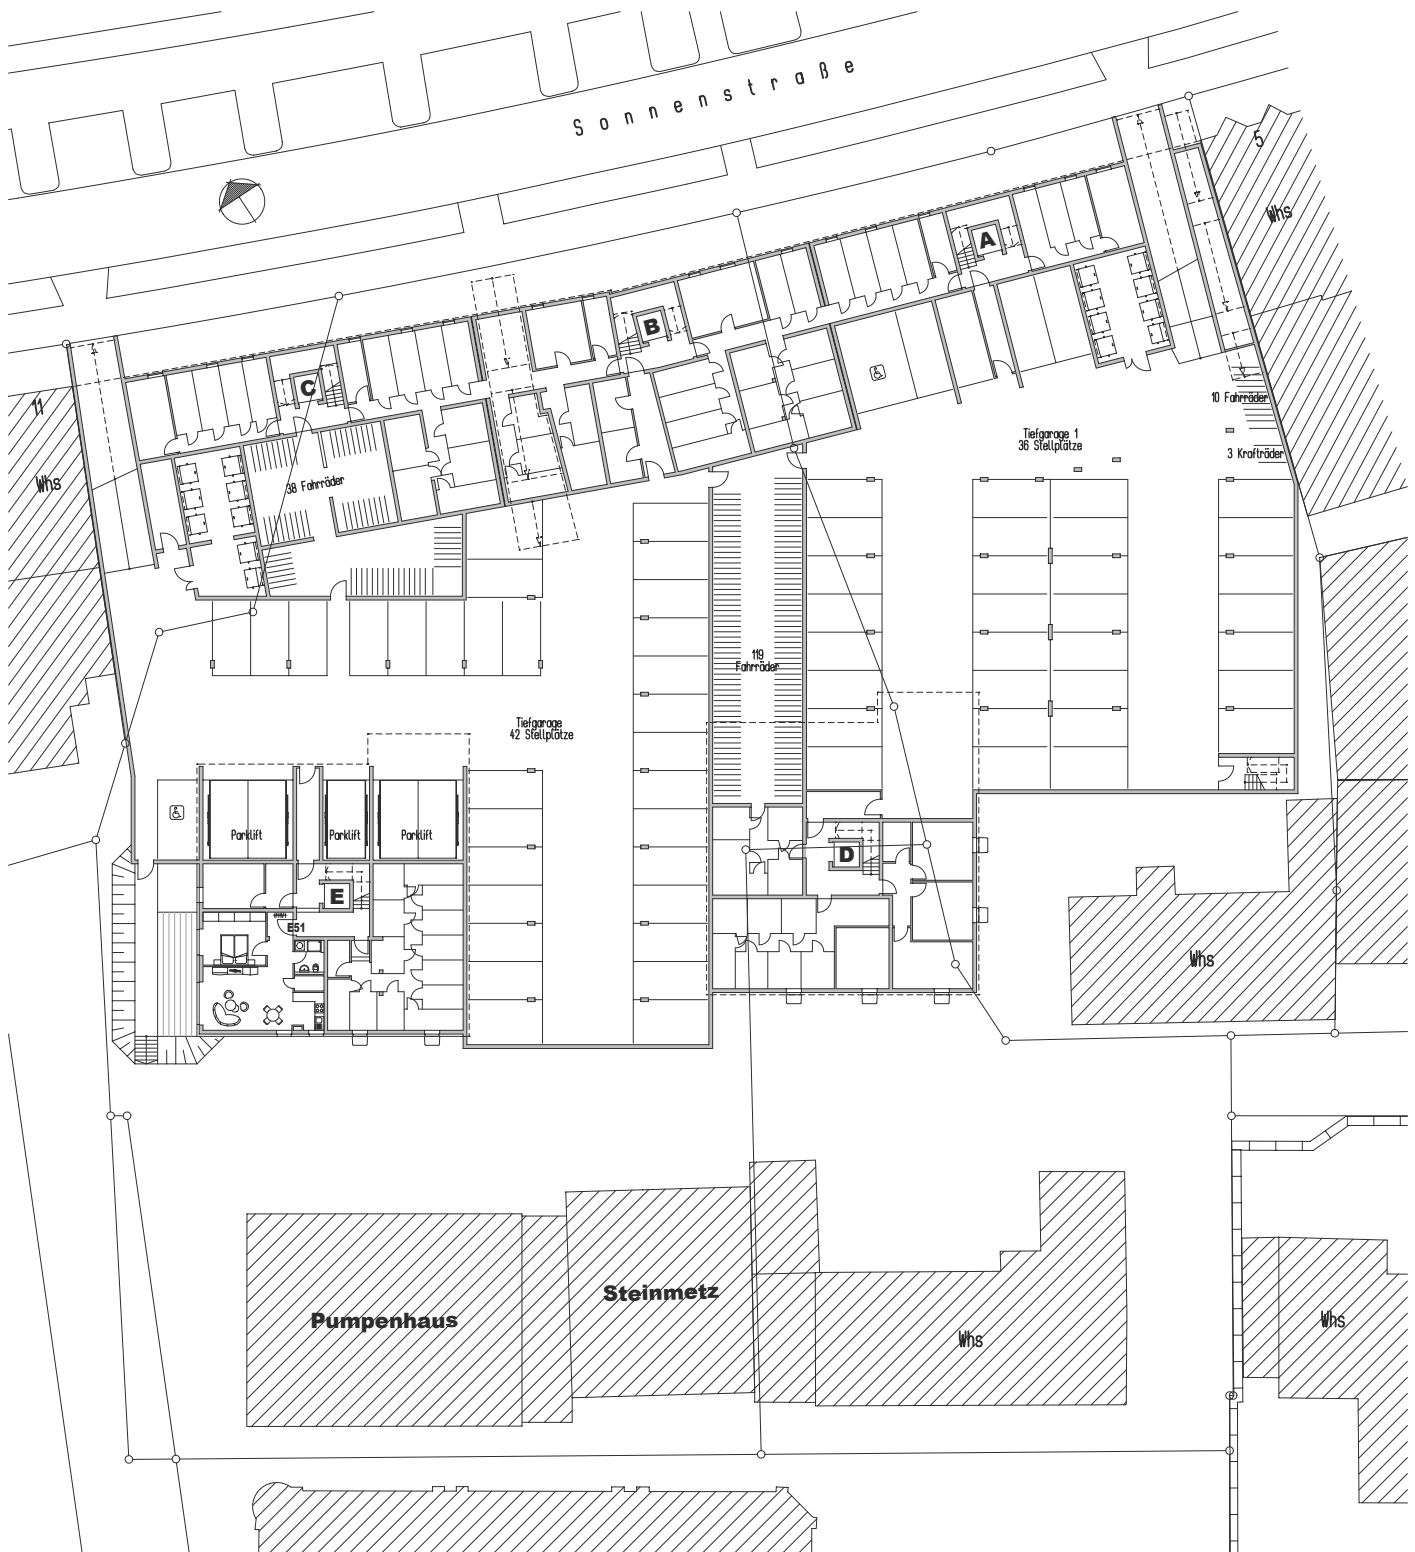 Sonnenstraße
5
Whs
A
B
C
11
Whs
10 Fahrräder
3 Krafträder
Tiefgarage 1
36 Stellplätze
38 Fahrräder
119
Fahrräder
Tiefgarage
42 Stellplätze
Parklift
Parklift
Parklift
D
E
E51
Whs
Pumpenhaus
Steinmetz
Whs
Whs